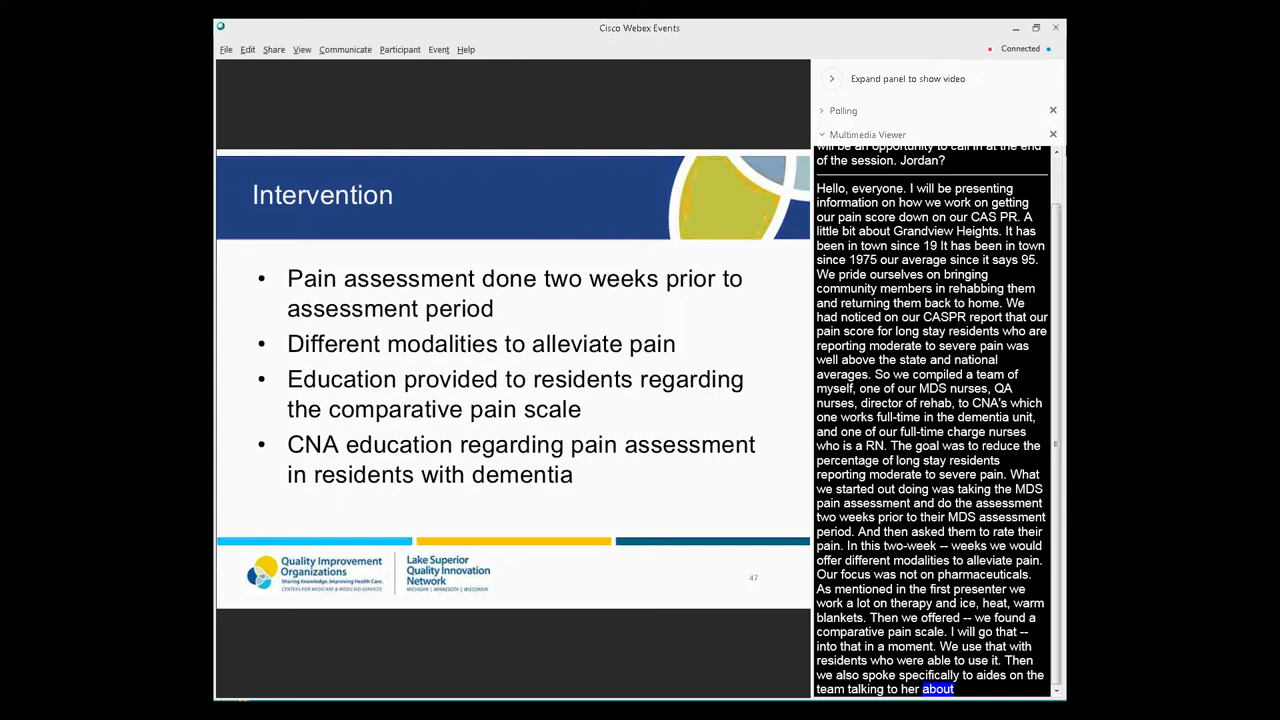 Cisco Webex Events
File Edit Share View Communicate Participant Event Help
Connected
Expand panel to show video
Polling
Multimedia Viewer
Intervention
• Pain assessment done two weeks prior to
assessment period
• Different modalities to alleviate pain
• Education provided to residents regarding
the comparative pain scale
• CNA education regarding pain assessment
in residents with dementia
Quality Improvement
Organizations
Sharing Knowledge. Improving Health Care.
CENTERS FOR MEDICARE & MEDICAID SERVICES
Lake Superior
Quality Innovation
Network
MICHIGAN | MINNESOTA | WISCONSIN
47
will be an opportunity to call in at the end
of the session. Jordan?
Hello, everyone. I will be presenting
information on how we work on getting
our pain score down on our CAS PR. A
little bit about Grandview Heights. It has
been in town since 19 It has been in town
since 1975 our average since it says 95.
We pride ourselves on bringing
community members in rehabbing them
and returning them back to home. We
had noticed on our CASPR report that our
pain score for long stay residents who are
reporting moderate to severe pain was
well above the state and national
averages. So we compiled a team of
myself, one of our MDS nurses, QA
nurses, director of rehab, to CNA's which
one works full-time in the dementia unit,
and one of our full-time charge nurses
who is a RN. The goal was to reduce the
percentage of long stay residents
reporting moderate to severe pain. What
we started out doing was taking the MDS
pain assessment and do the assessment
two weeks prior to their MDS assessment
period. And then asked them to rate their
pain. In this two-week -- weeks we would
offer different modalities to alleviate pain.
Our focus was not on pharmaceuticals.
As mentioned in the first presenter we
work a lot on therapy and ice, heat, warm
blankets. Then we offered -- we found a
comparative pain scale. I will go that --
into that in a moment. We use that with
residents who were able to use it. Then
we also spoke specifically to aides on the
team talking to her about